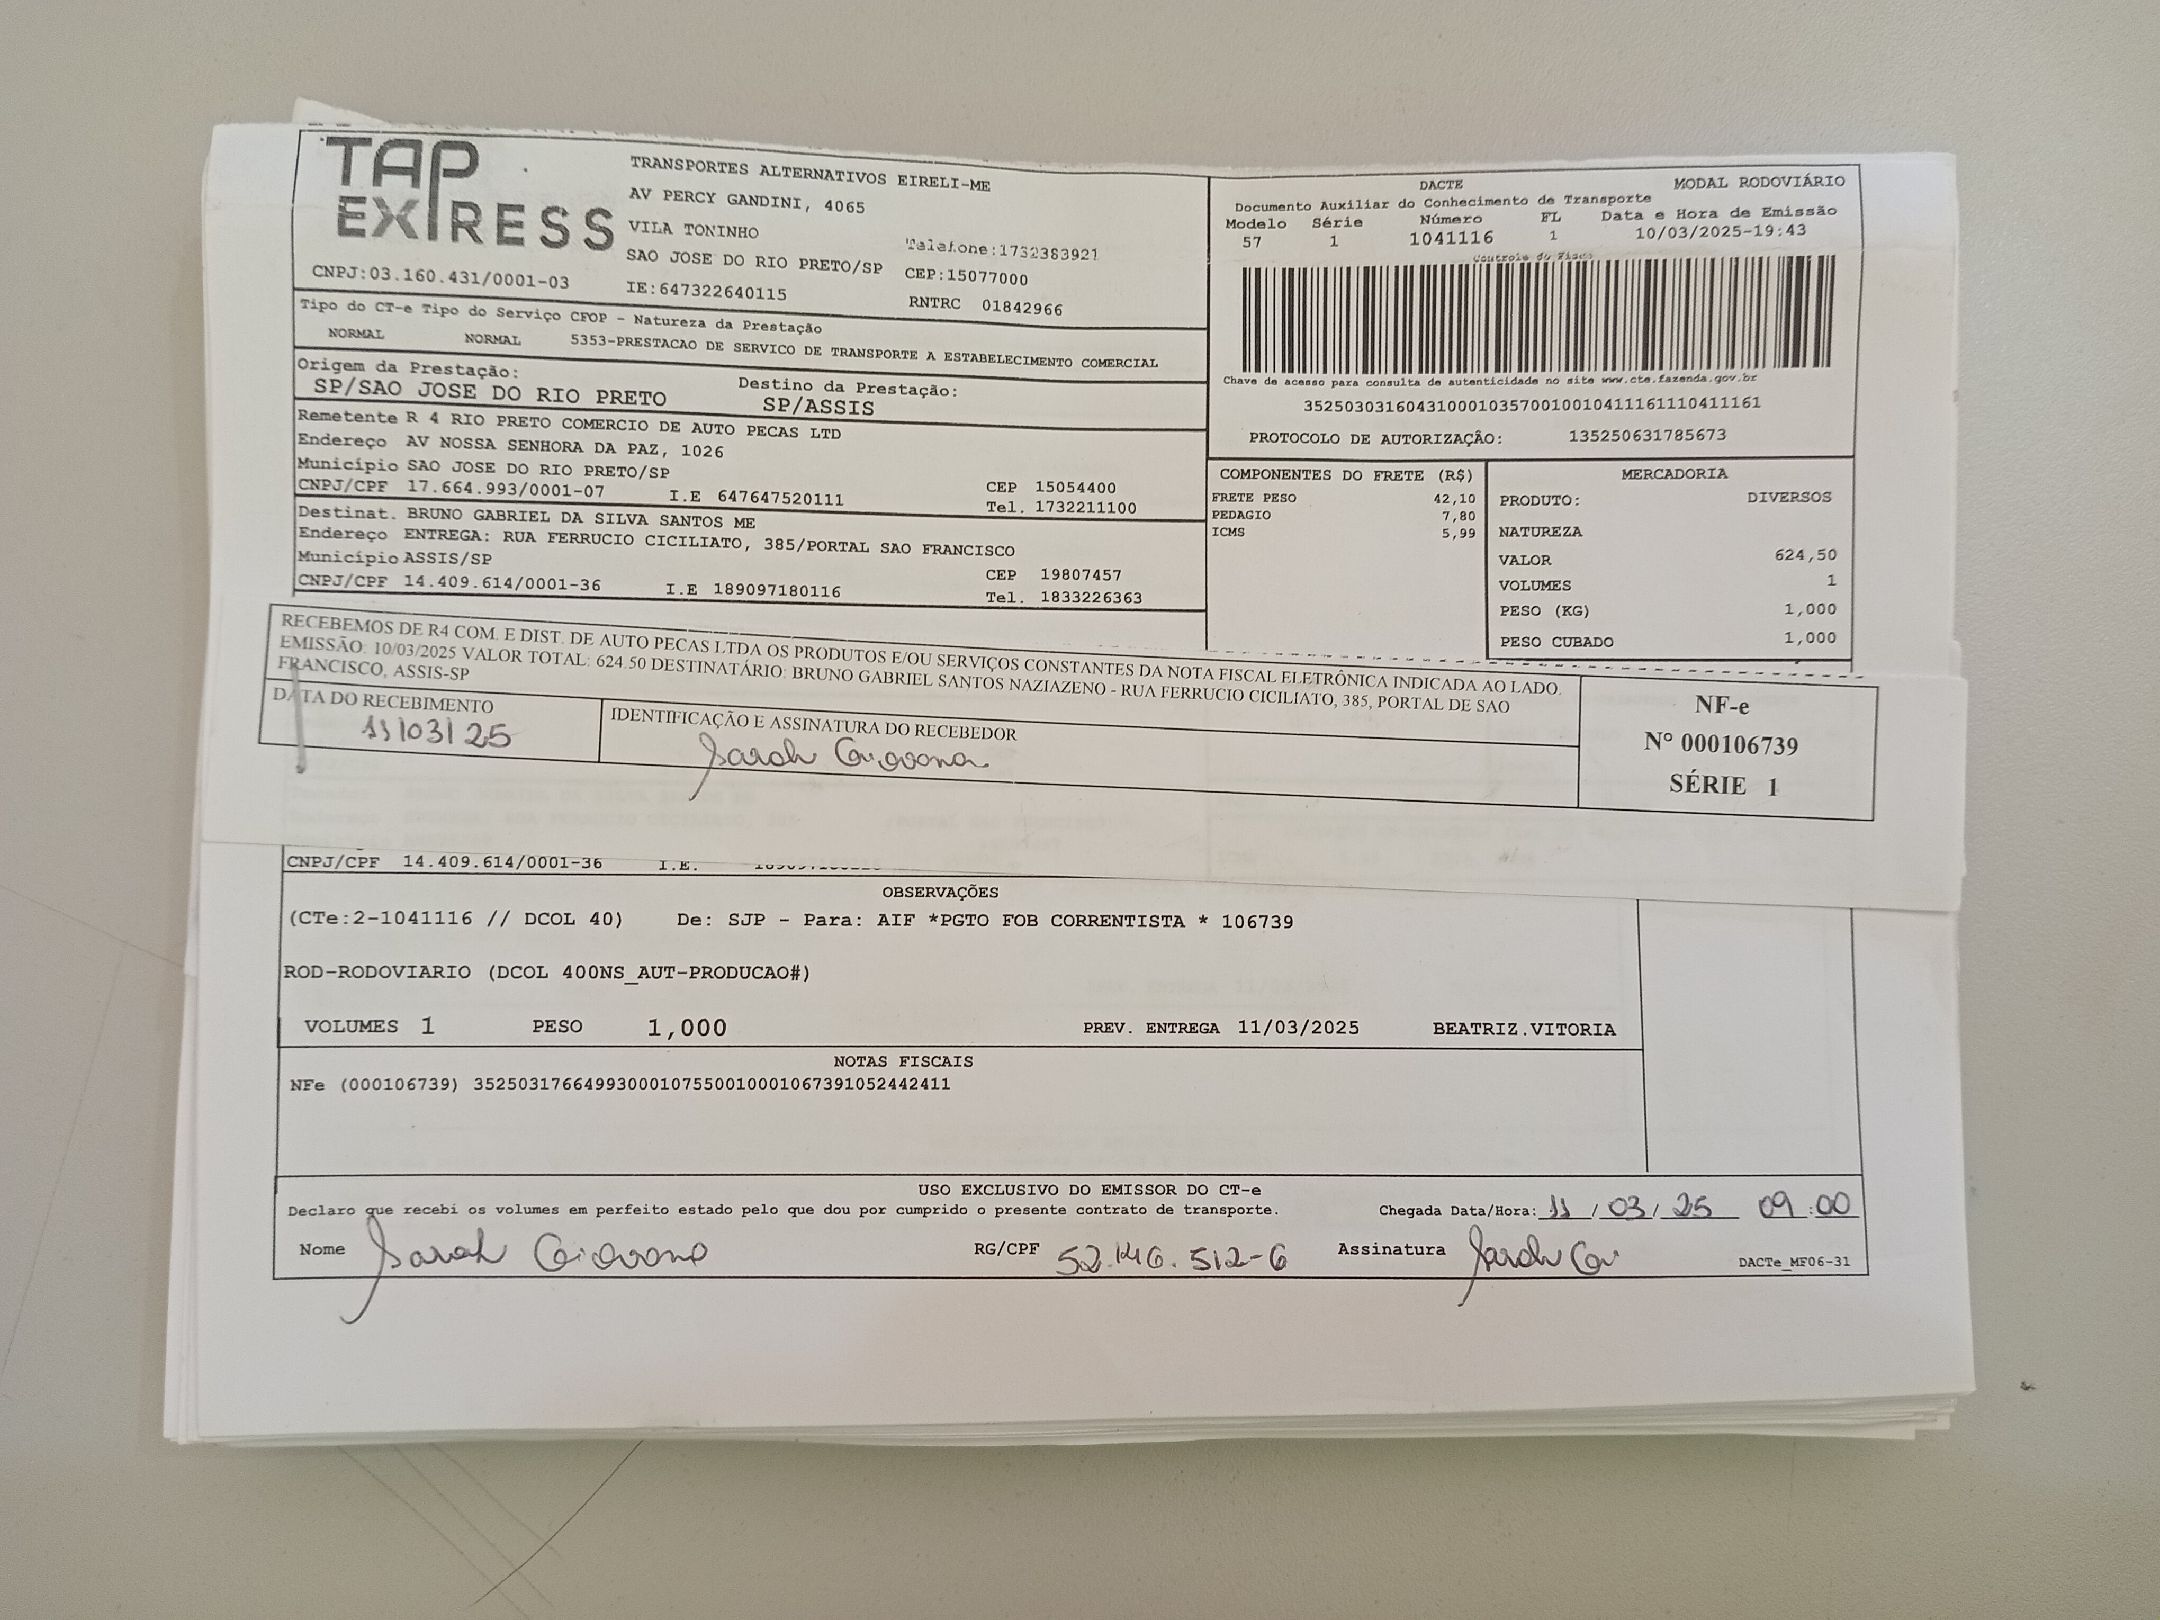 TAP
EXPRESS
TRANSPORTES ALTERNATIVOS EIRELI-ME
AV PERCY GANDINI, 4065
VILA TONINHO
Telefone:1732383921
SAO JOSE DO RIO PRETO/SP CEP:15077000
CNPJ:03.160.431/0001-03 IE:647322640115 RNTRC 01842966
DACTE MODAL RODOVIÁRIO
Documento Auxiliar do Conhecimento de Transporte
Modelo Série Número FL Data e Hora de Emissão
57 1 1041116 1 10/03/2025-19:43
Controle do Fisco
Chave de acesso para consulta de autenticidade no site www.cte.fazenda.gov.br
35250303160431000103570010010411161110411161
PROTOCOLO DE AUTORIZAÇÂO: 135250631785673
Tipo do CT-e Tipo do Serviço CFOP - Natureza da Prestação
NORMAL NORMAL 5353-PRESTACAO DE SERVICO DE TRANSPORTE A ESTABELECIMENTO COMERCIAL
Origem da Prestação: Destino da Prestação:
SP/SAO JOSE DO RIO PRETO SP/ASSIS
Remetente R 4 RIO PRETO COMERCIO DE AUTO PECAS LTD
Endereço AV NOSSA SENHORA DA PAZ, 1026
Município SAO JOSE DO RIO PRETO/SP CEP 15054400
CNPJ/CPF 17.664.993/0001-07 I.E 647647520111 Tel. 1732211100
Destinat. BRUNO GABRIEL DA SILVA SANTOS ME
Endereço ENTREGA: RUA FERRUCIO CICILIATO, 385/PORTAL SAO FRANCISCO
Município ASSIS/SP CEP 19807457
CNPJ/CPF 14.409.614/0001-36 I.E 189097180116 Tel. 1833226363
COMPONENTES DO FRETE (R$)
FRETE PESO 42,10
PEDAGIO 7,80
ICMS 5,99
MERCADORIA
PRODUTO: DIVERSOS
NATUREZA
VALOR 624,50
VOLUMES 1
PESO (KG) 1,000
PESO CUBADO 1,000
RECEBEMOS DE R4 COM. E DIST. DE AUTO PECAS LTDA OS PRODUTOS E/OU SERVIÇOS CONSTANTES DA NOTA FISCAL ELETRÔNICA INDICADA AO LADO.
EMISSÃO: 10/03/2025 VALOR TOTAL: 624.50 DESTINATÁRIO: BRUNO GABRIEL SANTOS NAZIAZENO - RUA FERRUCIO CICILIATO, 385, PORTAL DE SAO
FRANCISCO, ASSIS-SP
DATA DO RECEBIMENTO
11/03/25
IDENTIFICAÇÃO E ASSINATURA DO RECEBEDOR
Sarah Giovana
NF-e
Nº 000106739
SÉRIE 1
CNPJ/CPF 14.409.614/0001-36 I.E.
OBSERVAÇÕES
(CTe:2-1041116 // DCOL 40) De: SJP - Para: AIF *PGTO FOB CORRENTISTA * 106739
ROD-RODOVIARIO (DCOL 400NS_AUT-PRODUCAO#)
VOLUMES 1 PESO 1,000 PREV. ENTREGA 11/03/2025 BEATRIZ.VITORIA
NOTAS FISCAIS
NFe (000106739) 35250317664993000107550010001067391052442411
USO EXCLUSIVO DO EMISSOR DO CT-e
Declaro que recebi os volumes em perfeito estado pelo que dou por cumprido o presente contrato de transporte. Chegada Data/Hora: 11 / 03 / 25 09 : 00
Nome Sarah Giovana RG/CPF 52.146.512-6 Assinatura Sarah Gi
DACTe_MF06-31